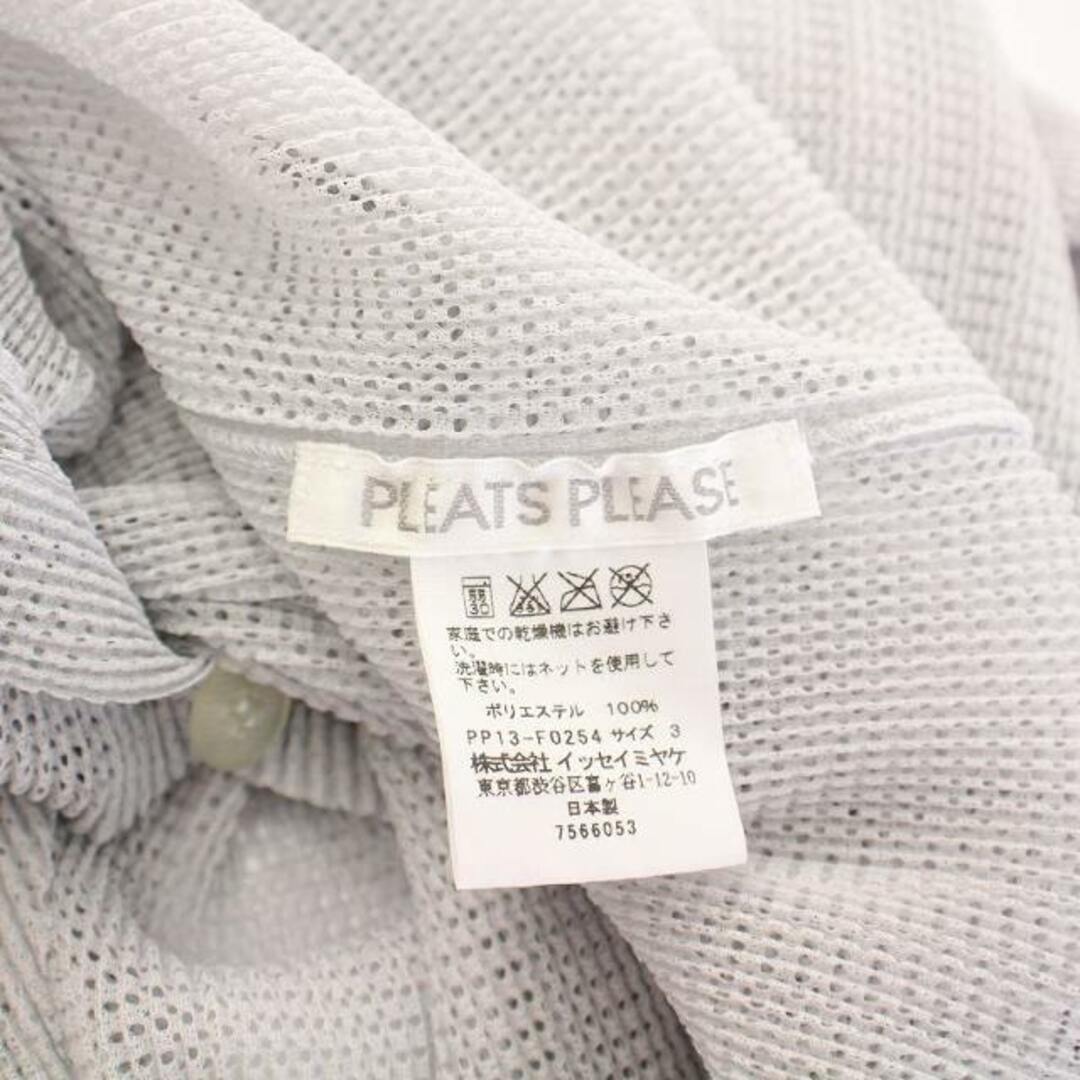 PLEATS PLEASE
家庭での乾燥機はお避け下さ
い。
洗濯時にはネットを使用して
下さい。
ポリエステル 100%
PP13-F0254 サイズ 3
株式会社 イッセイミヤケ
東京都渋谷区富ヶ谷1-12-10
日本製
7566053